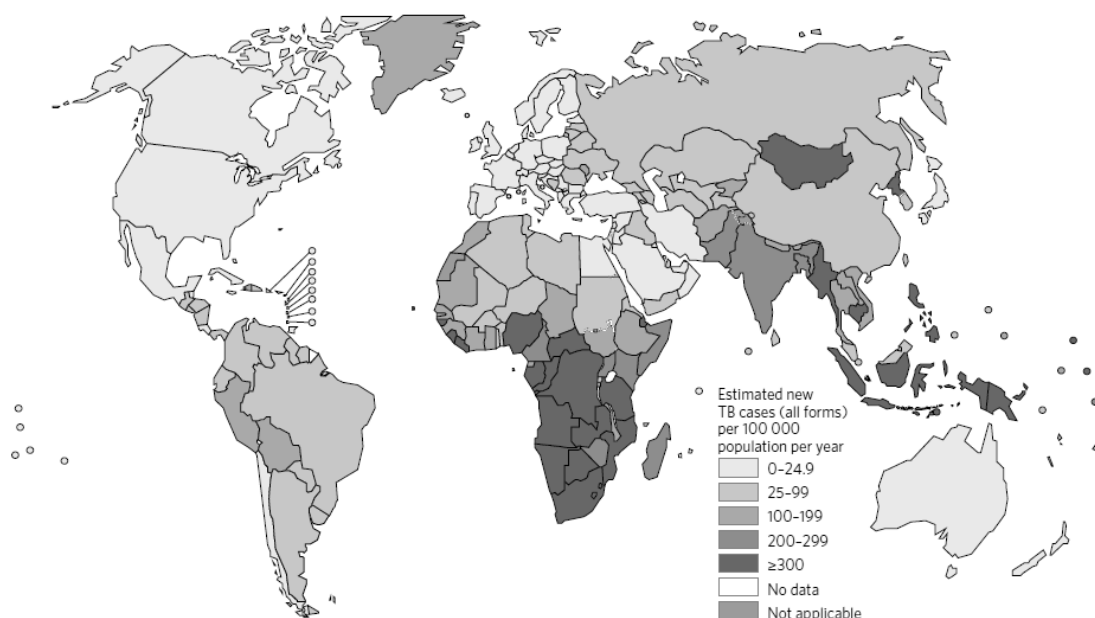 Estimated new
TB cases (all forms)
per 100 000
population per year
0–24.9
25–99
100–199
200–299
≥300
No data
Not applicable